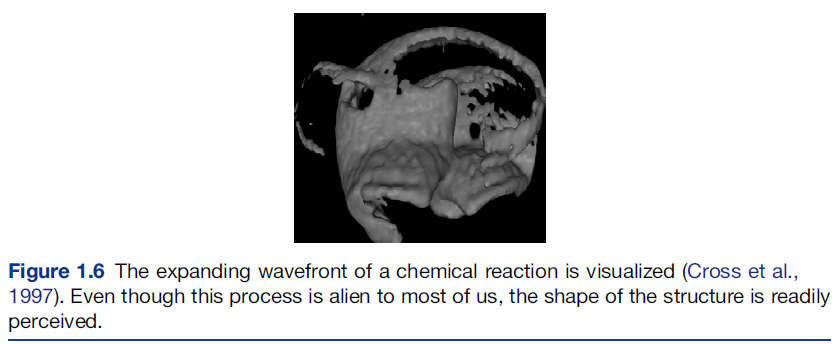 Figure 1.6 The expanding wavefront of a chemical reaction is visualized (Cross et al.,
1997). Even though this process is alien to most of us, the shape of the structure is readily
perceived.